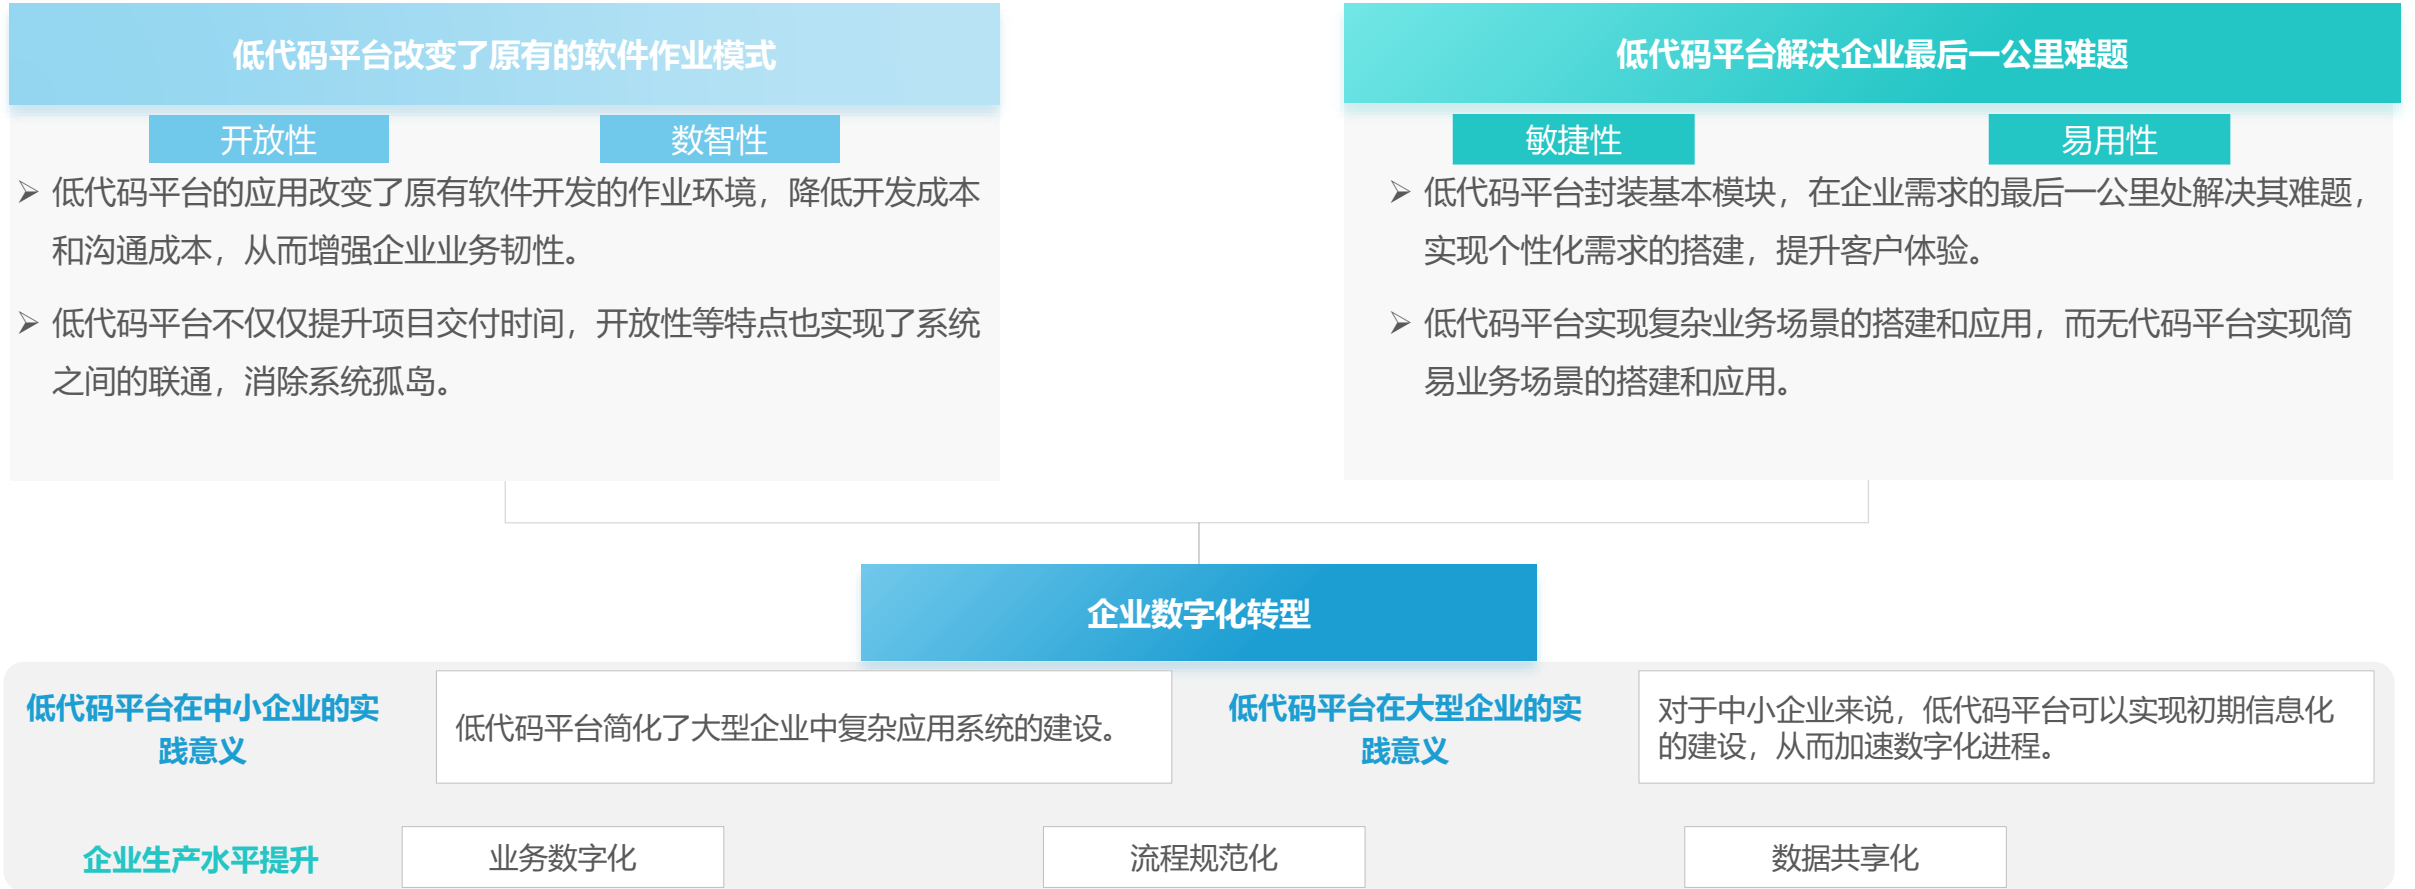 低代码平台改变了原有的软件作业模式
开放性
数智性
低代码平台的应用改变了原有软件开发的作业环境，降低开发成本
和沟通成本，从而增强企业业务韧性。
低代码平台不仅仅提升项目交付时间，开放性等特点也实现了系统
之间的联通，消除系统孤岛。
低代码平台解决企业最后一公里难题
敏捷性
易用性
低代码平台封装基本模块，在企业需求的最后一公里处解决其难题，
实现个性化需求的搭建，提升客户体验。
低代码平台实现复杂业务场景的搭建和应用，而无代码平台实现简
易业务场景的搭建和应用。
企业数字化转型
低代码平台在中小企业的实
践意义
低代码平台简化了大型企业中复杂应用系统的建设。
低代码平台在大型企业的实
践意义
对于中小企业来说，低代码平台可以实现初期信息化
的建设，从而加速数字化进程。
企业生产水平提升
业务数字化
流程规范化
数据共享化